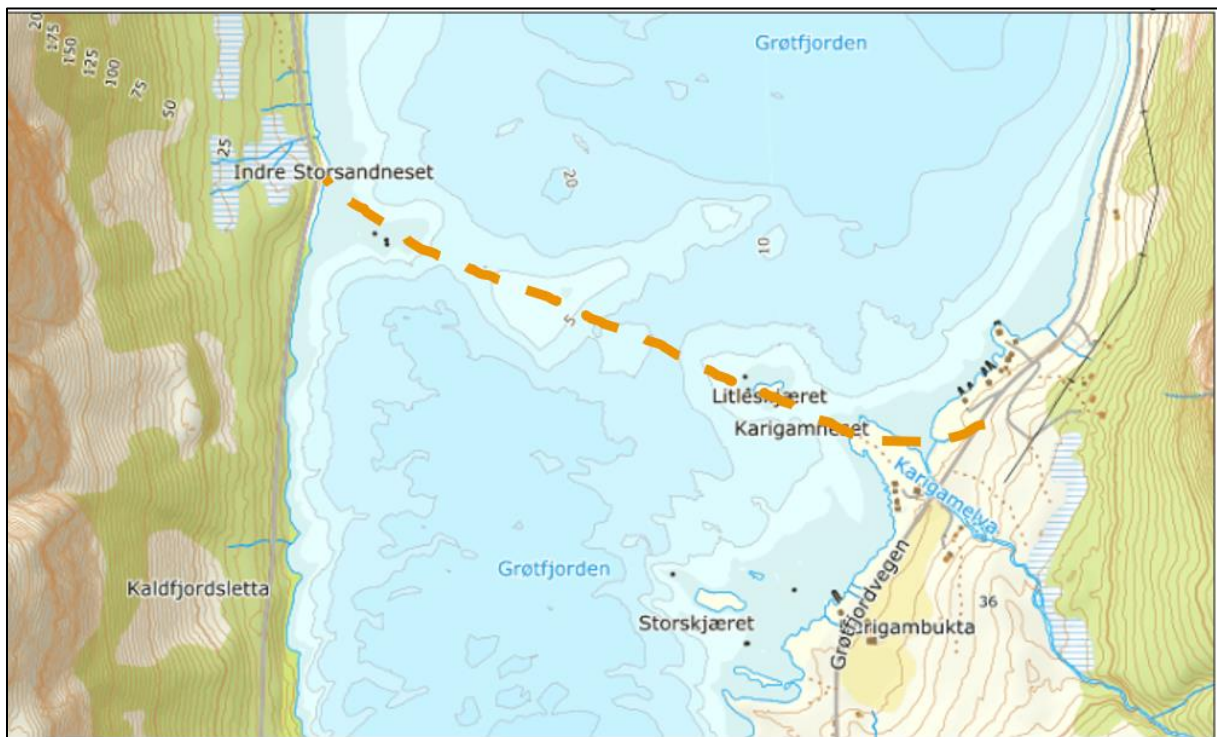 20
175
150
125
100
75
50
25
Grøtfjorden
Indre Storsandneset
20
10
5
Litleskjæret
Karigamneset
Karigamelva
Grøtfjorden
Kaldfjordsletta
Storskjæret
Grøtfjordvegen
36
Karigambukta